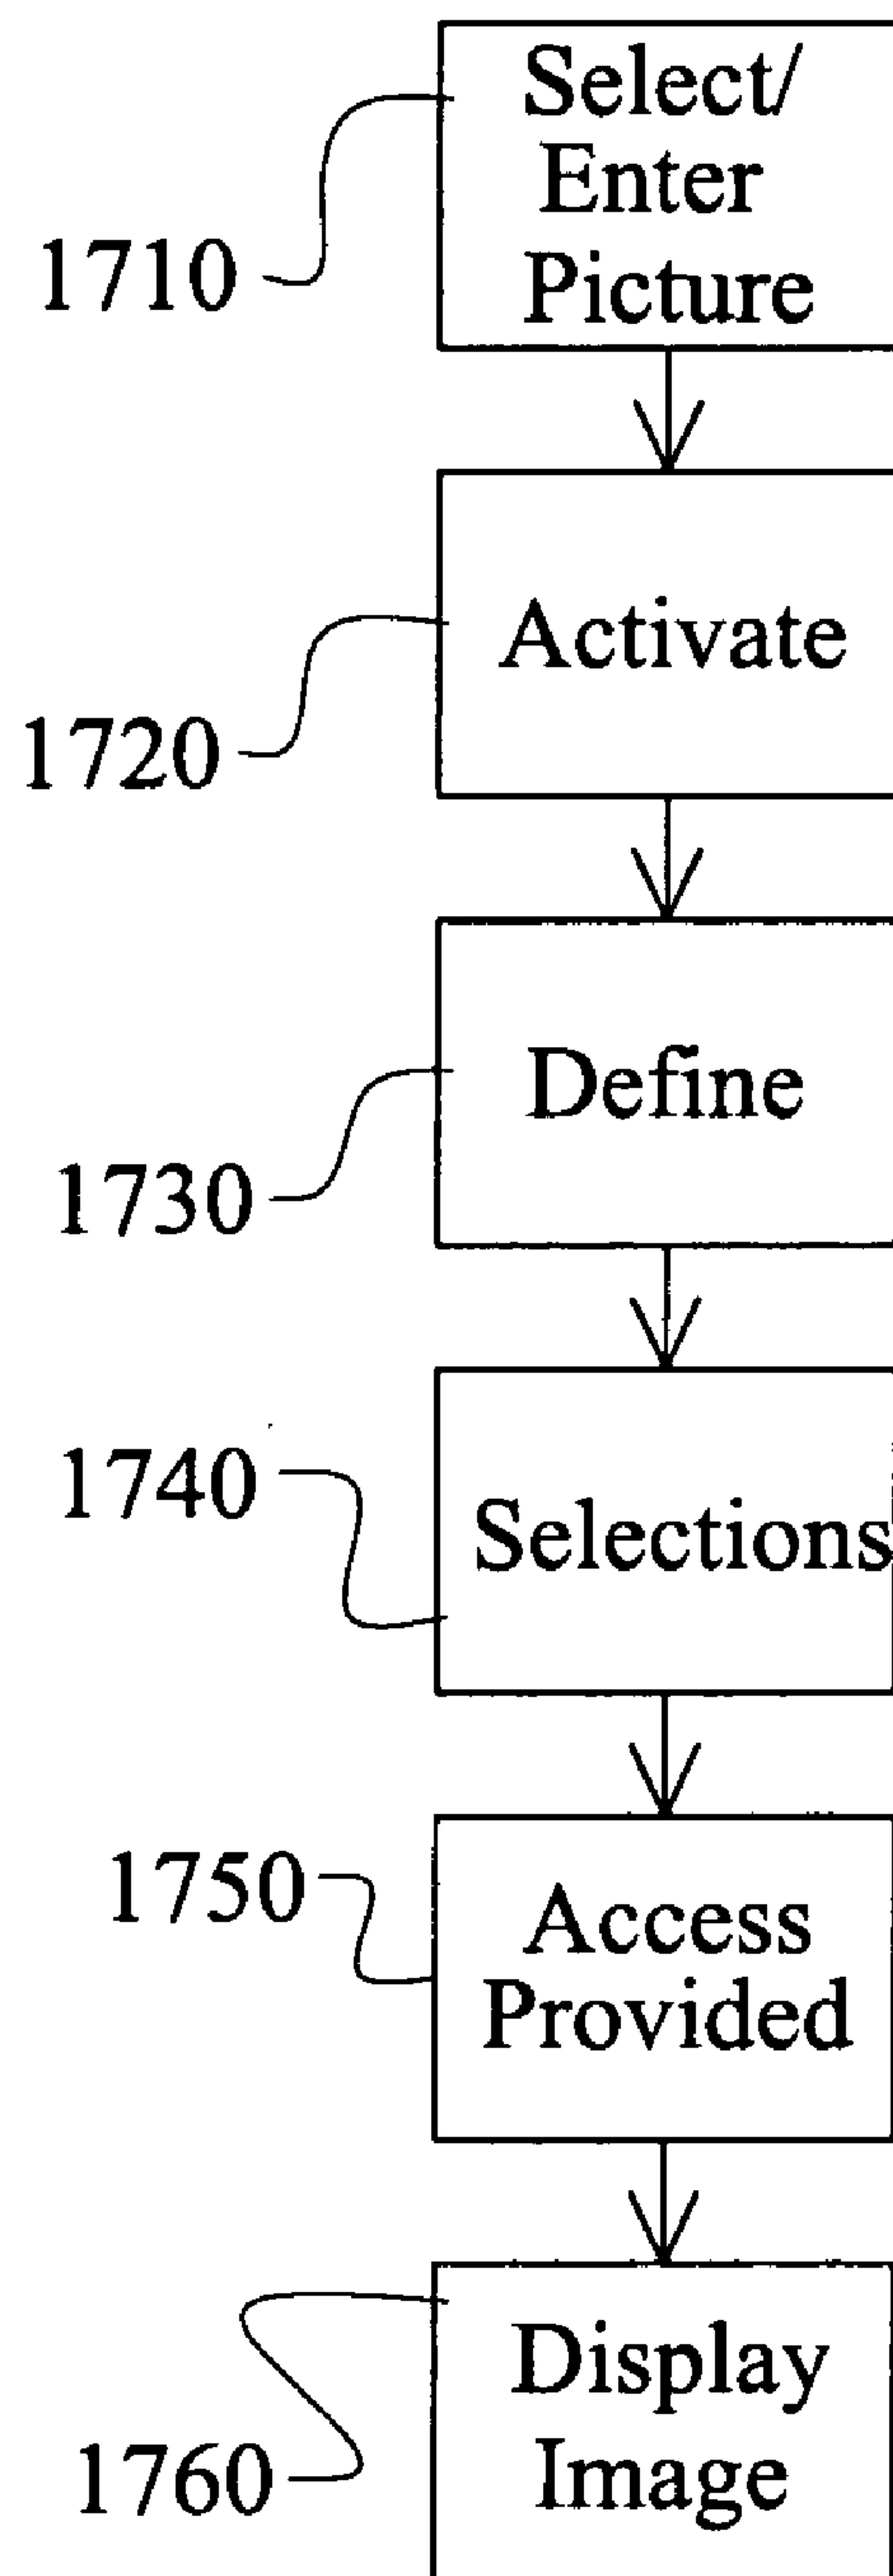 Select/
Enter
Picture
1710
Activate
1720
Define
1730
1740
Selections
1750
Access
Provided
Display
Image
1760